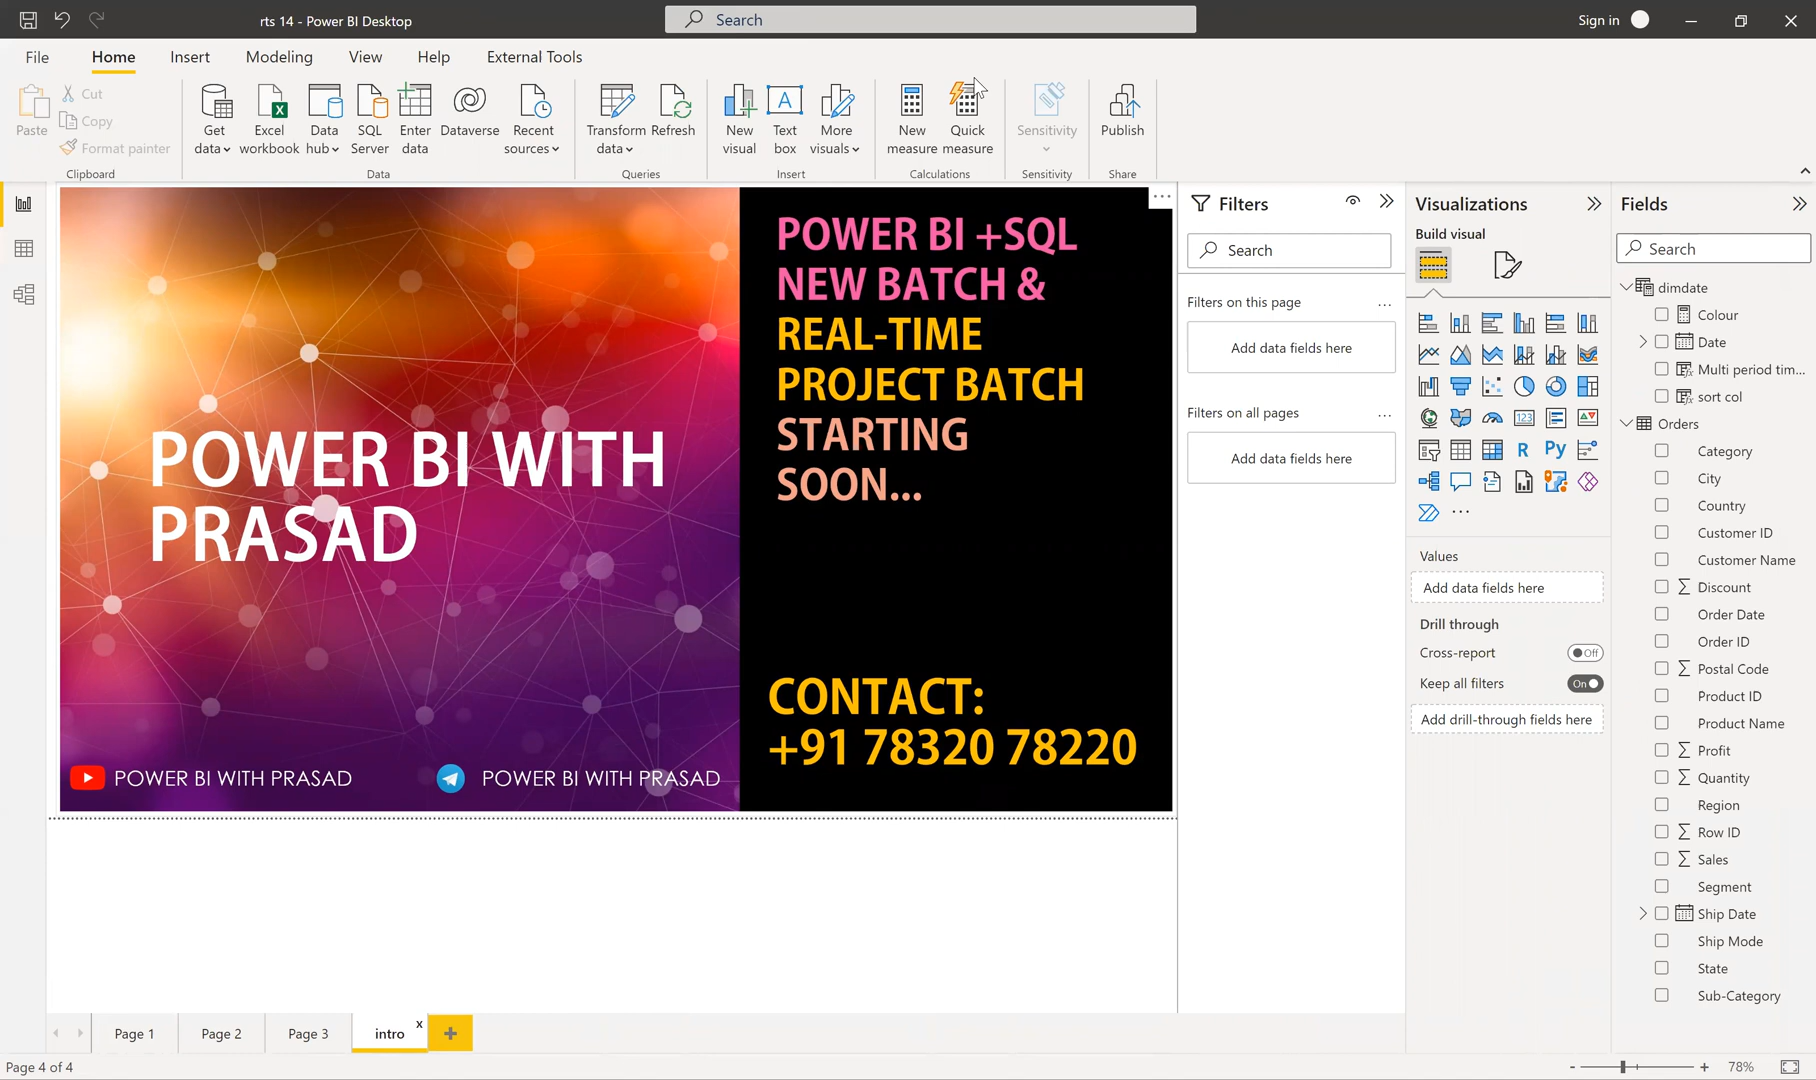 rts 14 - Power BI Desktop
Search
Sign in
File
Home
Insert
Modeling
View
Help
External Tools
Paste
Cut
Copy
Format painter
Clipboard
Get data
Excel workbook
Data hub
SQL Server
Enter data
Dataverse
Recent sources
Data
Transform data
Refresh
Queries
New visual
Text box
More visuals
Insert
New measure
Quick measure
Calculations
Sensitivity
Sensitivity
Publish
Share
POWER BI WITH
PRASAD
POWER BI WITH PRASAD
POWER BI WITH PRASAD
POWER BI +SQL
NEW BATCH &
REAL-TIME
PROJECT BATCH
STARTING
SOON...
CONTACT:
+91 78320 78220
Filters
Search
Filters on this page
Add data fields here
Filters on all pages
Add data fields here
Visualizations
Build visual
123
R
Py
Values
Add data fields here
Drill through
Cross-report
Off
Keep all filters
On
Add drill-through fields here
Fields
Search
dimdate
Colour
Date
Multi period tim...
sort col
Orders
Category
City
Country
Customer ID
Customer Name
Discount
Order Date
Order ID
Postal Code
Product ID
Product Name
Profit
Quantity
Region
Row ID
Sales
Segment
Ship Date
Ship Mode
State
Sub-Category
Page 1
Page 2
Page 3
intro
x
Page 4 of 4
78%